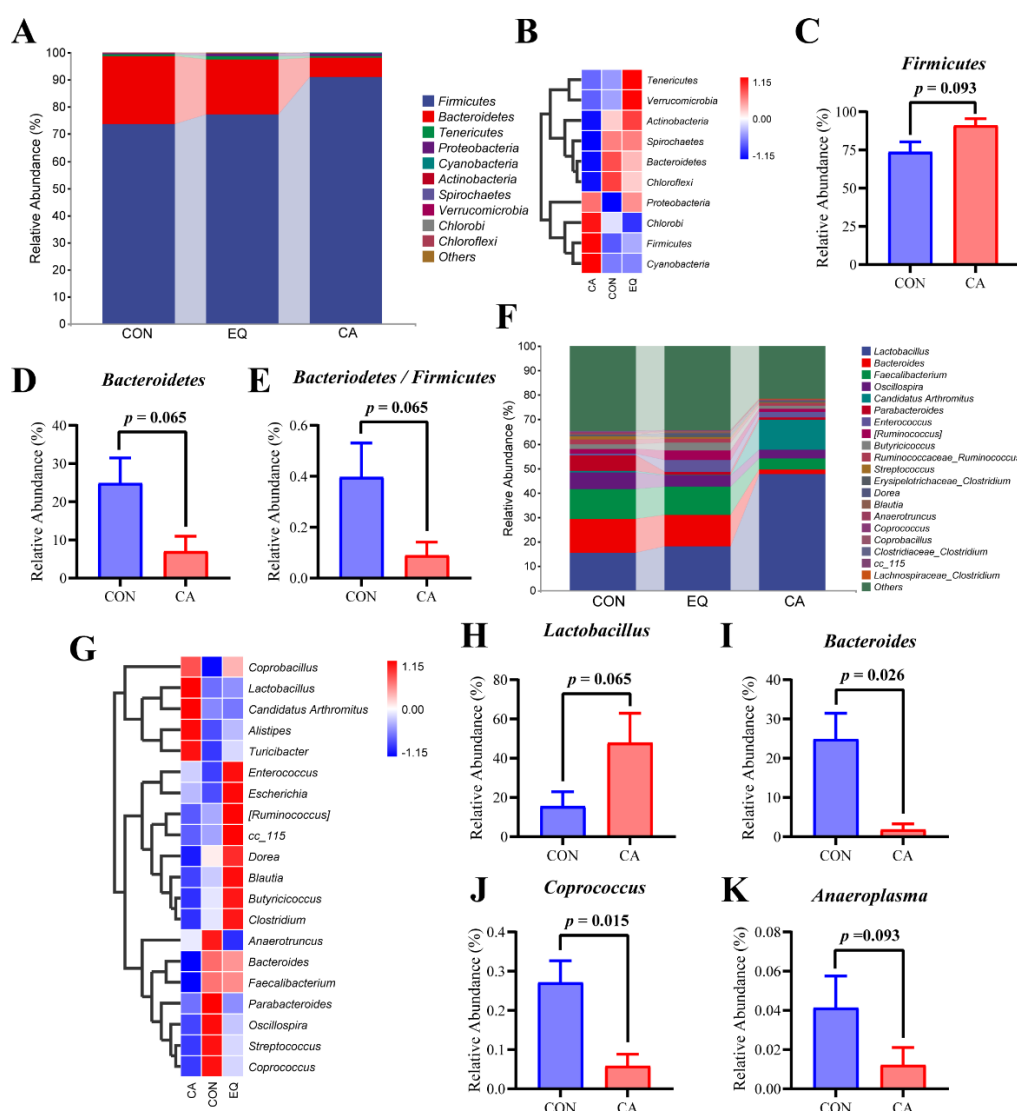 A
Relative Abundance (%)
100
90
80
70
60
50
40
30
20
10
0
CON
EQ
CA
Firmicutes
Bacteroidetes
Tenericutes
Proteobacteria
Cyanobacteria
Actinobacteria
Spirochaetes
Verrucomicrobia
Chlorobi
Chloroflexi
Others
B
Tenericutes
Verrucomicrobia
Actinobacteria
Spirochaetes
Bacteroidetes
Chloroflexi
Proteobacteria
Chlorobi
Firmicutes
Cyanobacteria
CA
CON
EQ
1.15
0.00
-1.15
C
Firmicutes
p = 0.093
Relative Abundance (%)
100
75
50
25
0
CON
CA
D
Bacteroidetes
p = 0.065
Relative Abundance (%)
40
30
20
10
0
CON
CA
E
Bacteriodetes / Firmicutes
p = 0.065
Relative Abundance (%)
0.6
0.4
0.2
0.0
CON
CA
F
Relative Abundance (%)
100
90
80
70
60
50
40
30
20
10
0
CON
EQ
CA
Lactobacillus
Bacteroides
Faecalibacterium
Oscillospira
Candidatus Arthromitus
Parabacteroides
Enterococcus
[Ruminococcus]
Butyricicoccus
Ruminococcaceae_Ruminococcus
Streptococcus
Erysipelotrichaceae_Clostridium
Dorea
Blautia
Anaerotruncus
Coprococcus
Coprobacillus
Clostridiaceae_Clostridium
cc_115
Lachnospiraceae_Clostridium
Others
G
Coprobacillus
Lactobacillus
Candidatus Arthromitus
Alistipes
Turicibacter
Enterococcus
Escherichia
[Ruminococcus]
cc_115
Dorea
Blautia
Butyricicoccus
Clostridium
Anaerotruncus
Bacteroides
Faecalibacterium
Parabacteroides
Oscillospira
Streptococcus
Coprococcus
CA
CON
EQ
1.15
0.00
-1.15
H
Lactobacillus
p = 0.065
Relative Abundance (%)
80
60
40
20
0
CON
CA
I
Bacteroides
p = 0.026
Relative Abundance (%)
40
30
20
10
0
CON
CA
J
Coprococcus
p = 0.015
Relative Abundance (%)
0.4
0.3
0.2
0.1
0.0
CON
CA
K
Anaeroplasma
p =0.093
Relative Abundance (%)
0.08
0.06
0.04
0.02
0.00
CON
CA